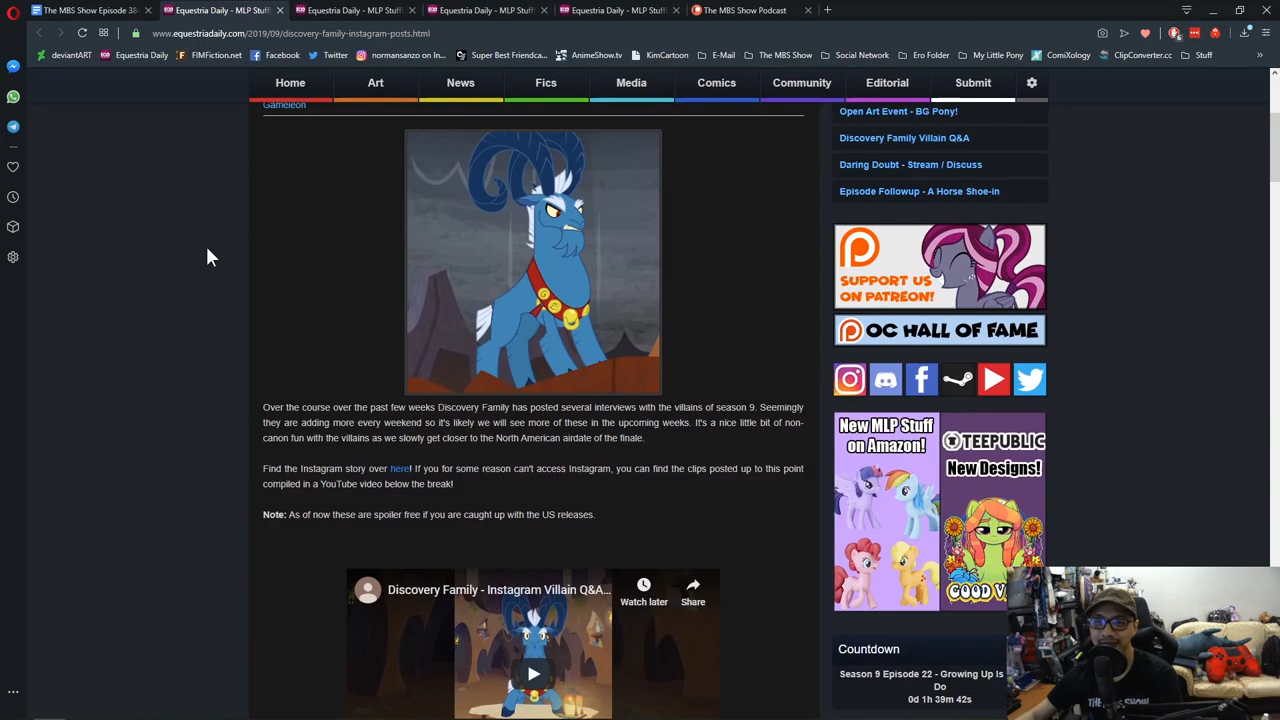 The MBS Show Episode 384
Equestria Daily - MLP Stuff!
Equestria Daily - MLP Stuff!
Equestria Daily - MLP Stuff!
Equestria Daily - MLP Stuff!
The MBS Show Podcast
www.equestriadaily.com/2019/09/discovery-family-instagram-posts.html
deviantART
Equestria Daily
FIMFiction.net
Facebook
Twitter
normansanzo on In...
Super Best Friendca...
AnimeShow.tv
KimCartoon
E-Mail
The MBS Show
Social Network
Ero Folder
My Little Pony
ComiXology
ClipConverter.cc
Stuff
Home
Art
News
Fics
Media
Comics
Community
Editorial
Submit
Gameleon
Over the course over the past few weeks Discovery Family has posted several interviews with the villains of season 9. Seemingly
they are adding more every weekend so it's likely we will see more of these in the upcoming weeks. It's a nice little bit of non-
canon fun with the villains as we slowly get closer to the North American airdate of the finale.
Find the Instagram story over here! If you for some reason can't access Instagram, you can find the clips posted up to this point
compiled in a YouTube video below the break!
Note: As of now these are spoiler free if you are caught up with the US releases.
Discovery Family - Instagram Villain Q&A...
Watch later
Share
Open Art Event - BG Pony!
Discovery Family Villain Q&A
Daring Doubt - Stream / Discuss
Episode Followup - A Horse Shoe-in
SUPPORT US
ON PATREON!
OC HALL OF FAME
New MLP Stuff
on Amazon!
TEEPUBLIC
New Designs!
Countdown
Season 9 Episode 22 - Growing Up Is
Do
0d 1h 39m 42s